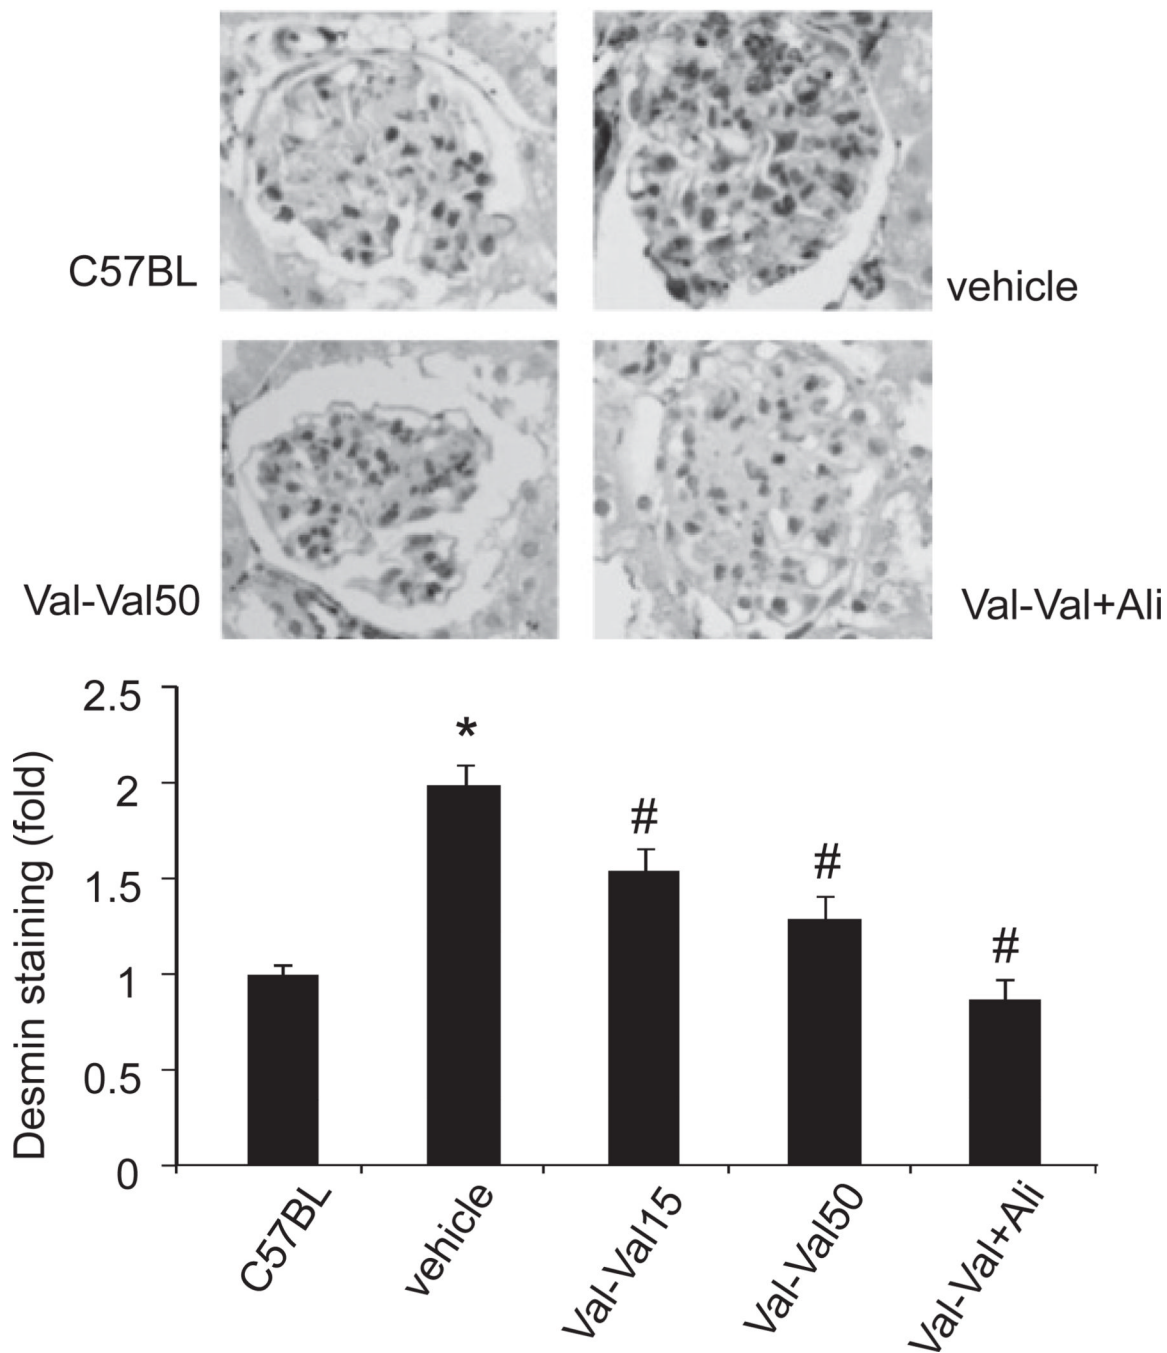 C57BL
vehicle
Val-Val50
Val-Val+Ali
Desmin staining (fold)
2.5
2
1.5
1
0.5
0
*
#
#
#
C57BL
vehicle
Val-Val15
Val-Val50
Val-Val+Ali